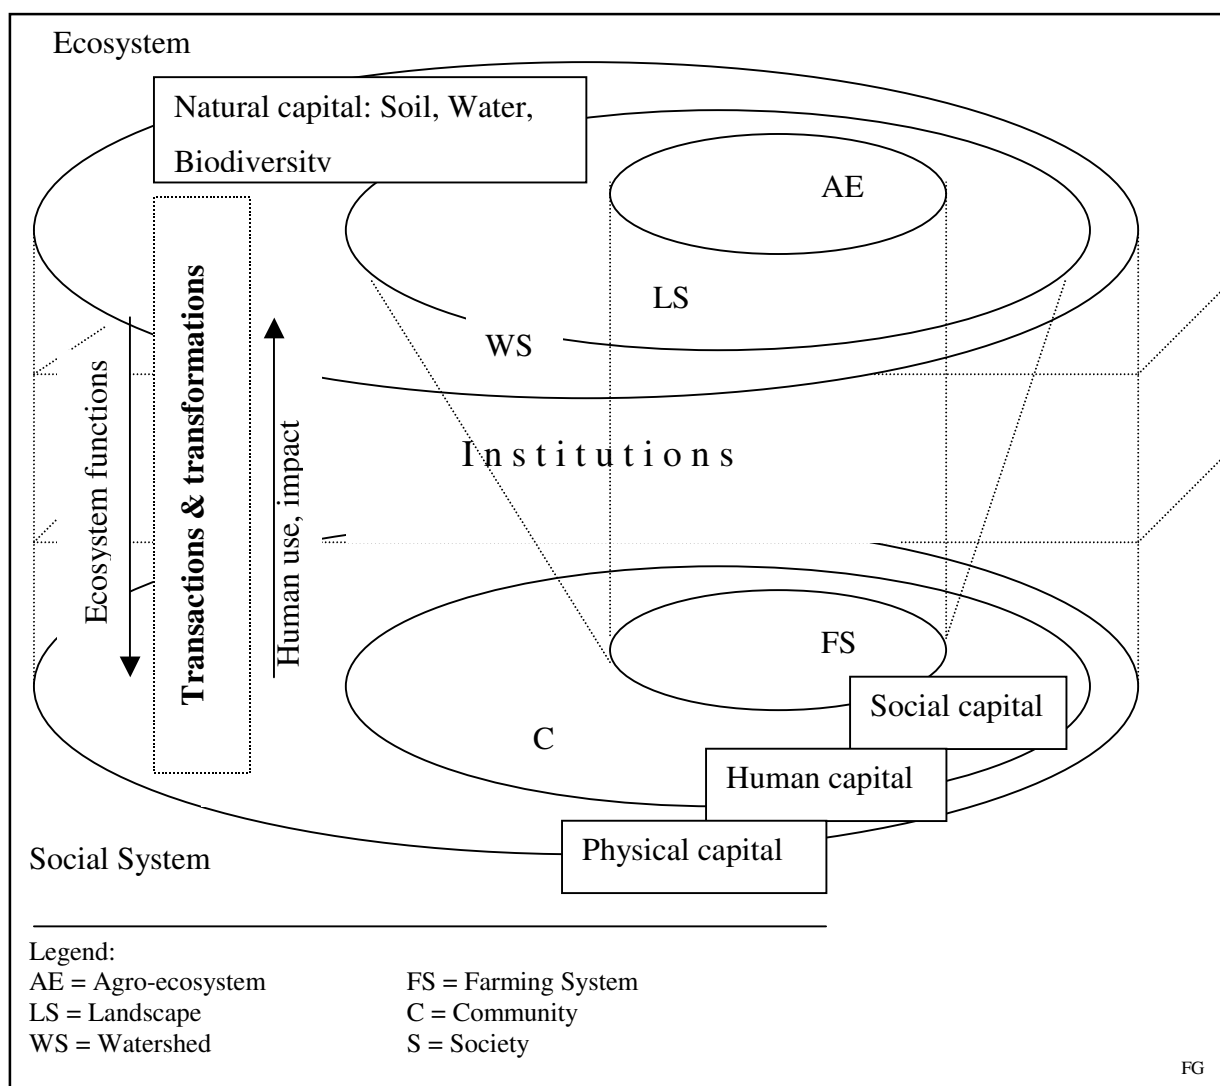 Ecosystem
Natural capital: Soil, Water,
Biodiversity
AE
LS
WS
Ecosystem functions
Transactions & transformations
Human use, impact
Institutions
FS
C
Social capital
Human capital
Physical capital
Social System
Legend:
AE = Agro-ecosystem
FS = Farming System
LS = Landscape
C = Community
WS = Watershed
S = Society
FG